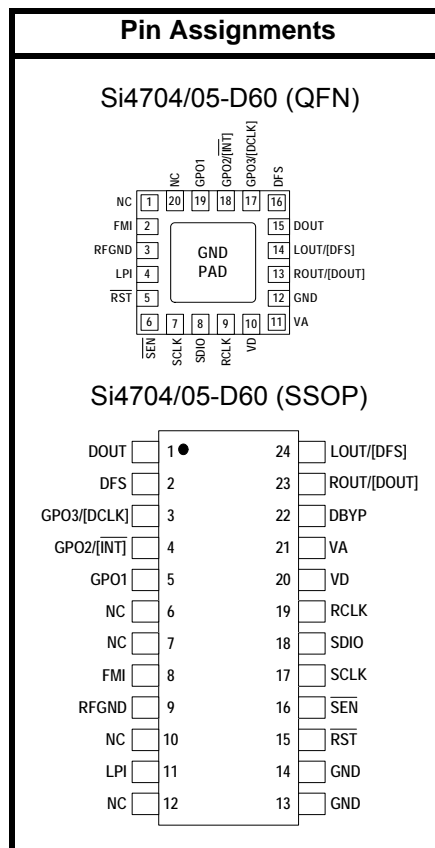 Pin Assignments
Si4704/05-D60 (QFN)
NC
GPO1
GPO2/[INT]
GPO3/[DCLK]
DFS
NC 1 20 19 18 17 16
FMI 2 15 DOUT
RFGND 3 GND 14 LOUT/[DFS]
LPI 4 PAD 13 ROUT/[DOUT]
RST 5 12 GND
6 7 8 9 10 11 VA
SEN
SCLK
SDIO
RCLK
VD
Si4704/05-D60 (SSOP)
DOUT 1 24 LOUT/[DFS]
DFS 2 23 ROUT/[DOUT]
GPO3/[DCLK] 3 22 DBYP
GPO2/[INT] 4 21 VA
GPO1 5 20 VD
NC 6 19 RCLK
NC 7 18 SDIO
FMI 8 17 SCLK
RFGND 9 16 SEN
NC 10 15 RST
LPI 11 14 GND
NC 12 13 GND